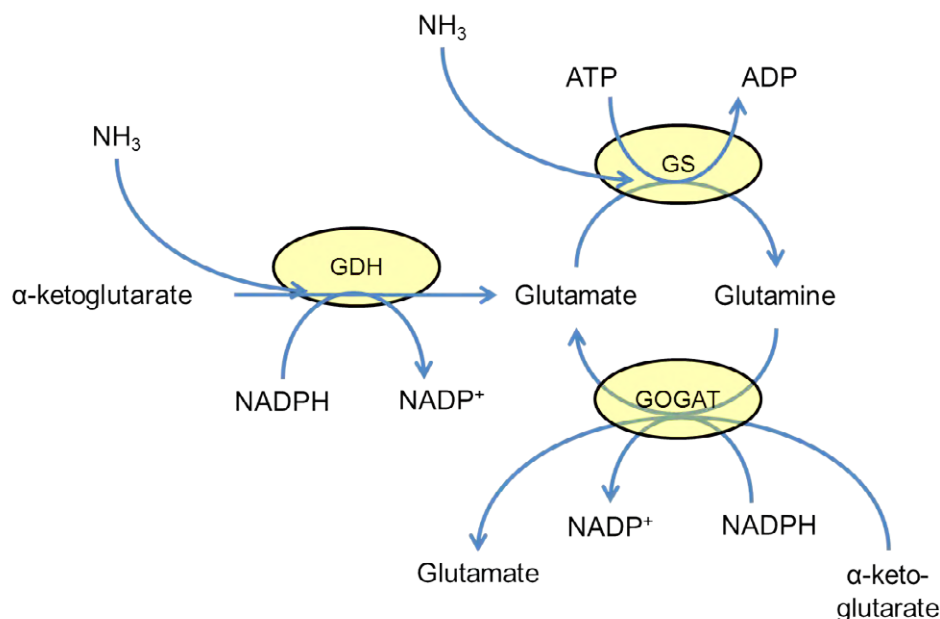 NH₃
ATP
ADP
NH₃
GS
GDH
α-ketoglutarate
Glutamate
Glutamine
NADPH
NADP⁺
GOGAT
NADP⁺
NADPH
Glutamate
α-keto-
glutarate